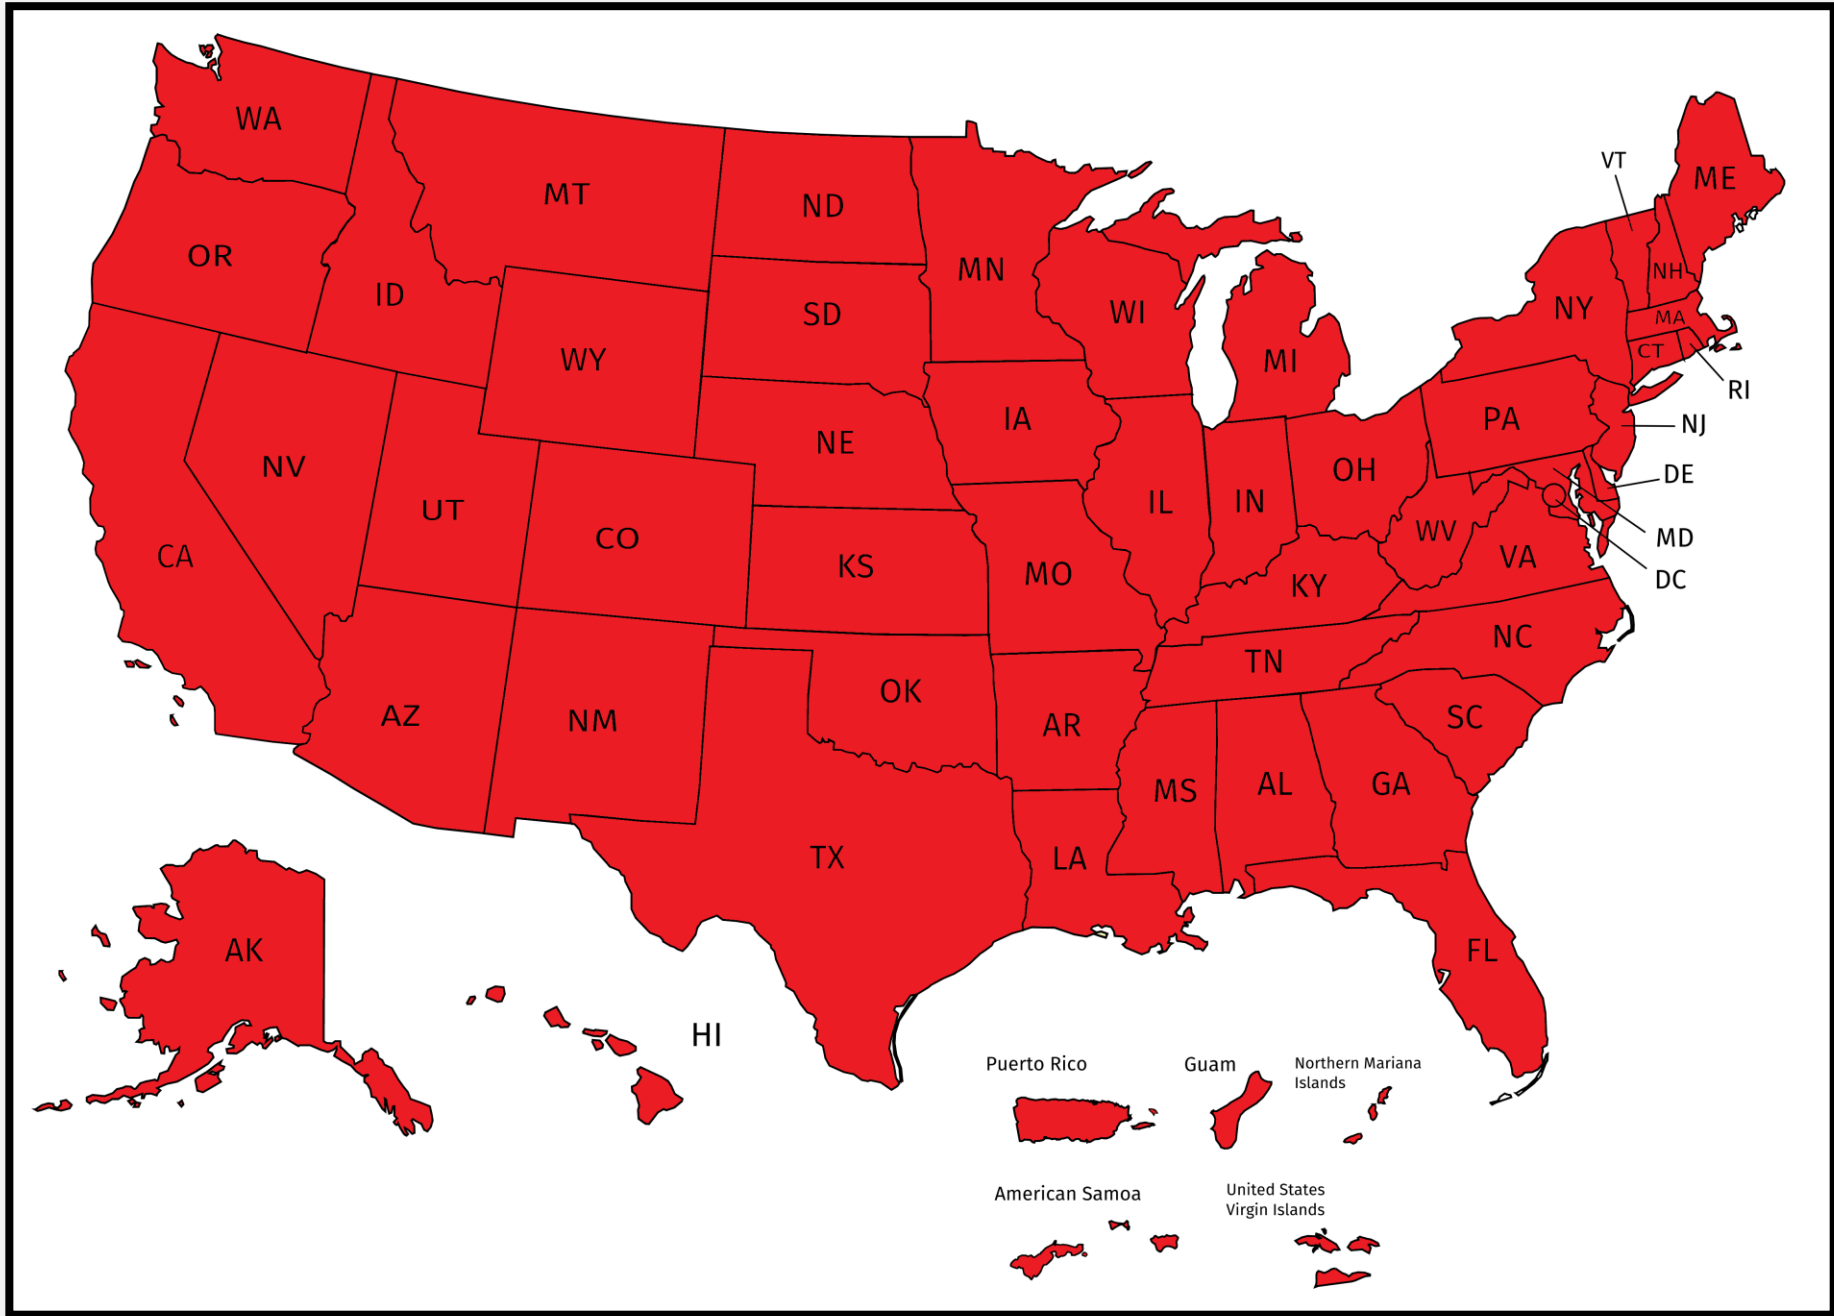 WA
MT
ND
MN
VT
ME
OR
ID
SD
WI
NY
NH
MA
CT
RI
WY
MI
NE
IA
PA
NJ
NV
UT
CO
IL
IN
OH
DE
CA
KS
MO
KY
WV
VA
MD
DC
AZ
NM
OK
AR
TN
NC
SC
TX
LA
MS
AL
GA
FL
AK
HI
Puerto Rico
Guam
Northern Mariana
Islands
American Samoa
United States
Virgin Islands